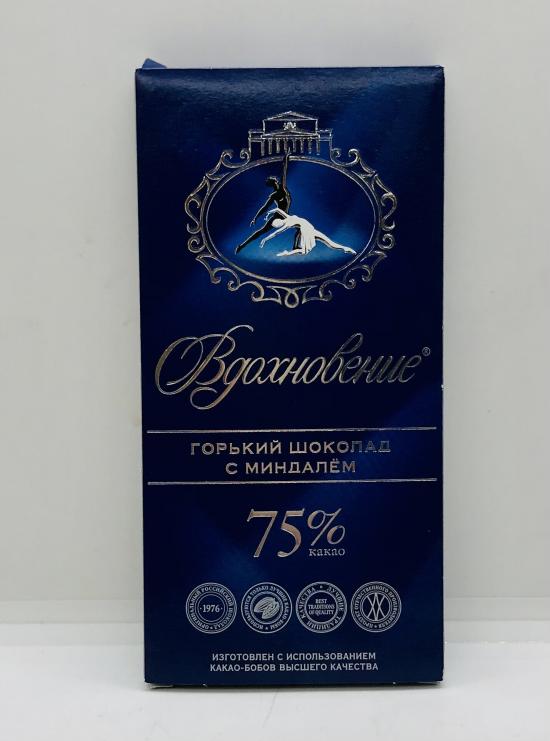 Вдохновение®
ГОРЬКИЙ ШОКОЛАД
С МИНДАЛЁМ
75%
какао
·1976·
BEST
TRADITIONS
OF QUALITY
ИЗГОТОВЛЕН С ИСПОЛЬЗОВАНИЕМ
КАКАО-БОБОВ ВЫСШЕГО КАЧЕСТВА